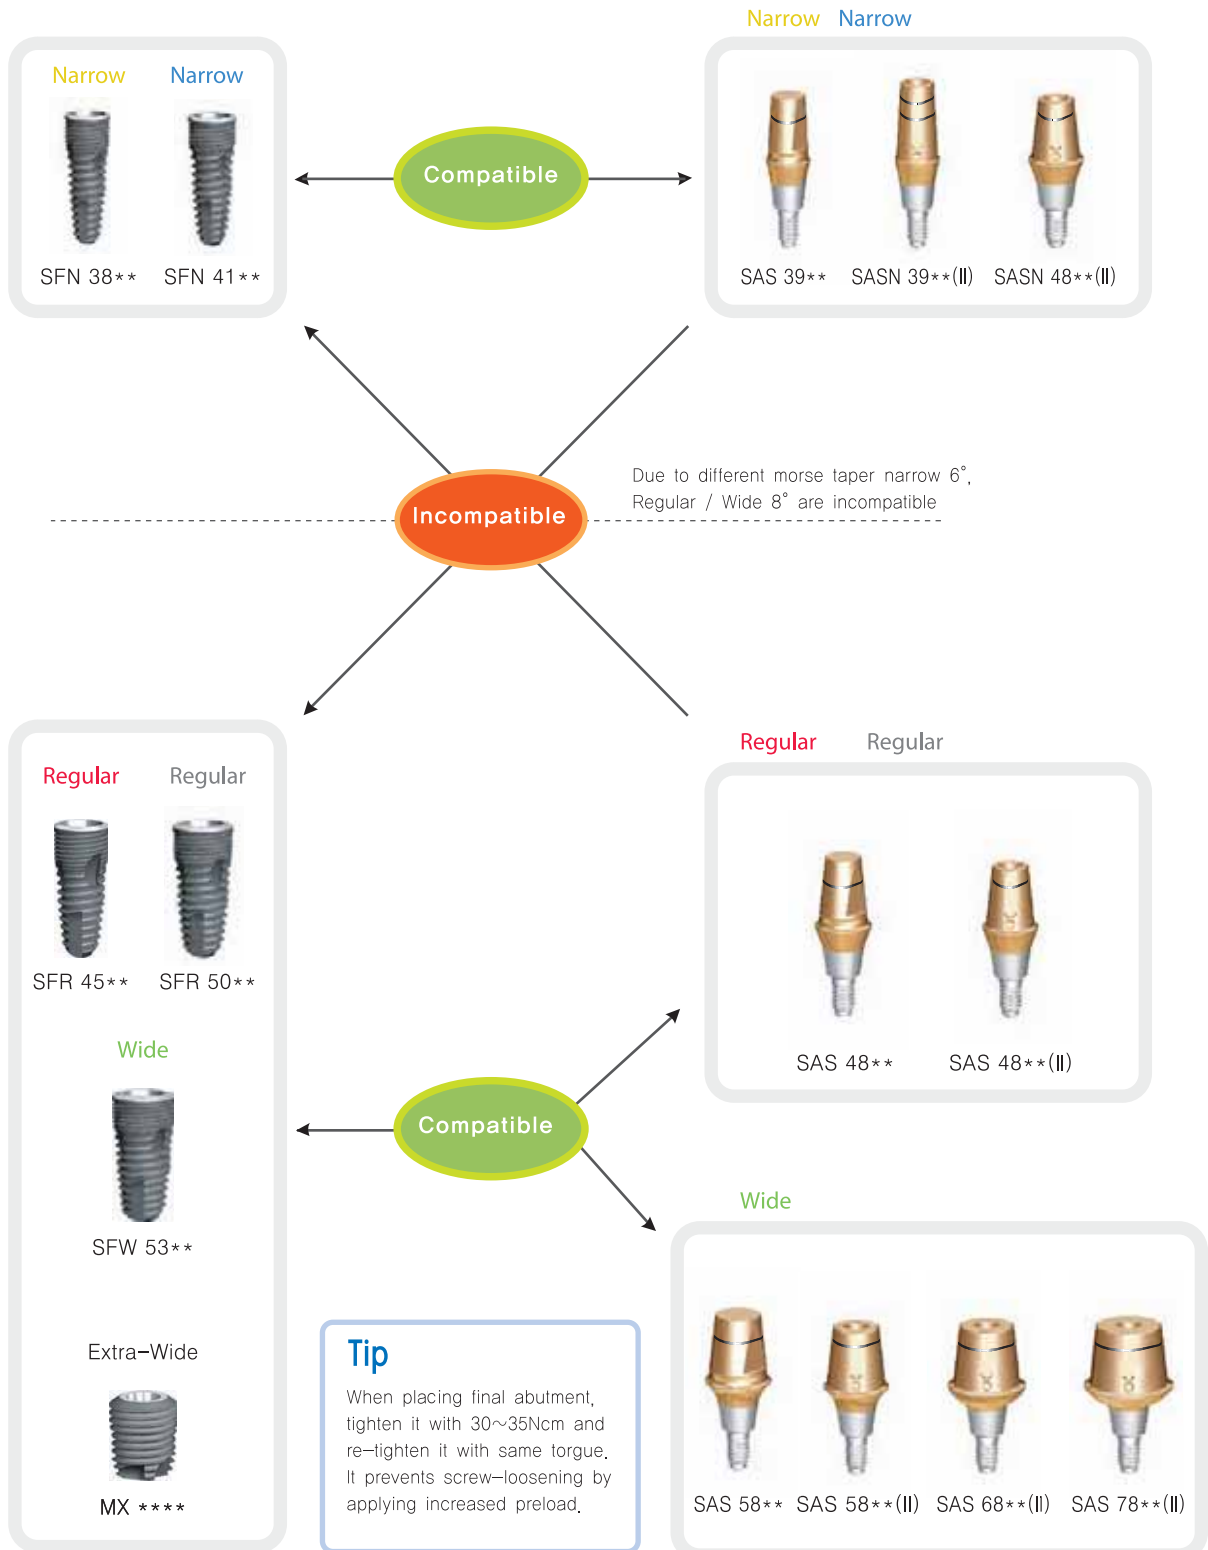 Narrow Narrow
Narrow Narrow
Compatible
SFN 38** SFN 41**
SAS 39** SASN 39**(Ⅱ) SASN 48**(Ⅱ)
Due to different morse taper narrow 6°,
Regular / Wide 8° are incompatible
Incompatible
Regular Regular
Regular Regular
SFR 45** SFR 50**
SAS 48** SAS 48**(Ⅱ)
Wide
Compatible
Wide
SFW 53**
Extra-Wide
MX ****
Tip
When placing final abutment,
tighten it with 30~35Ncm and
re-tighten it with same torgue.
It prevents screw-loosening by
applying increased preload.
SAS 58** SAS 58**(Ⅱ) SAS 68**(Ⅱ) SAS 78**(Ⅱ)